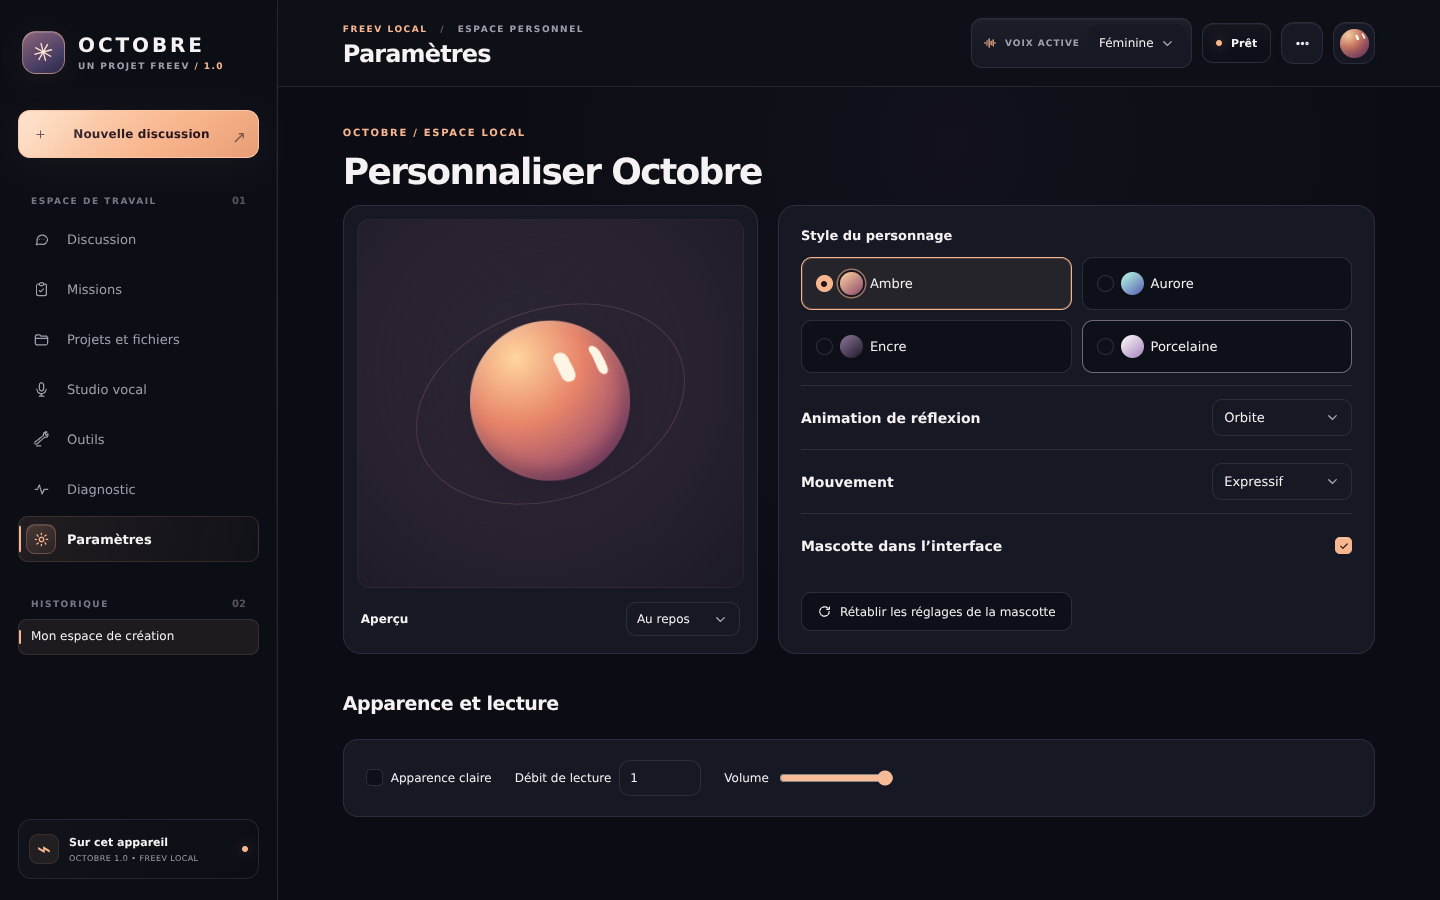 OCTOBRE
UN PROJET FREEV / 1.0
+ Nouvelle discussion ↗
ESPACE DE TRAVAIL 01
Discussion
Missions
Projets et fichiers
Studio vocal
Outils
Diagnostic
Paramètres
HISTORIQUE 02
Mon espace de création
Sur cet appareil
OCTOBRE 1.0 • FREEV LOCAL
FREEV LOCAL / ESPACE PERSONNEL
Paramètres
VOIX ACTIVE Féminine
Prêt
OCTOBRE / ESPACE LOCAL
Personnaliser Octobre
Aperçu Au repos
Style du personnage
Ambre Aurore
Encre Porcelaine
Animation de réflexion Orbite
Mouvement Expressif
Mascotte dans l’interface
Rétablir les réglages de la mascotte
Apparence et lecture
Apparence claire Débit de lecture 1 Volume